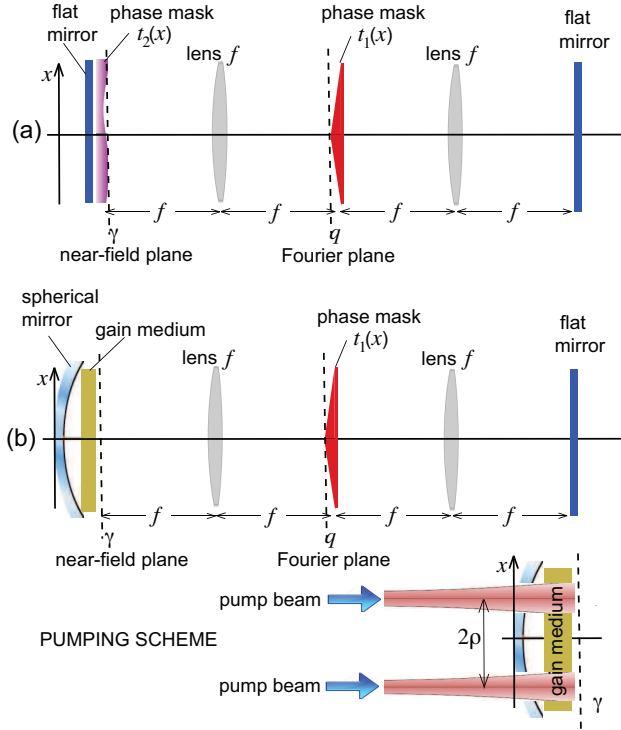 flat mirror
phase mask t₂(x)
lens f
phase mask t₁(x)
lens f
flat mirror
x
(a)
f
f
f
f
γ
q
near-field plane
Fourier plane
spherical mirror
gain medium
lens f
phase mask t₁(x)
lens f
flat mirror
x
(b)
f
f
f
f
γ
q
near-field plane
Fourier plane
x
pump beam
PUMPING SCHEME
2ρ
gain medium
pump beam
γ